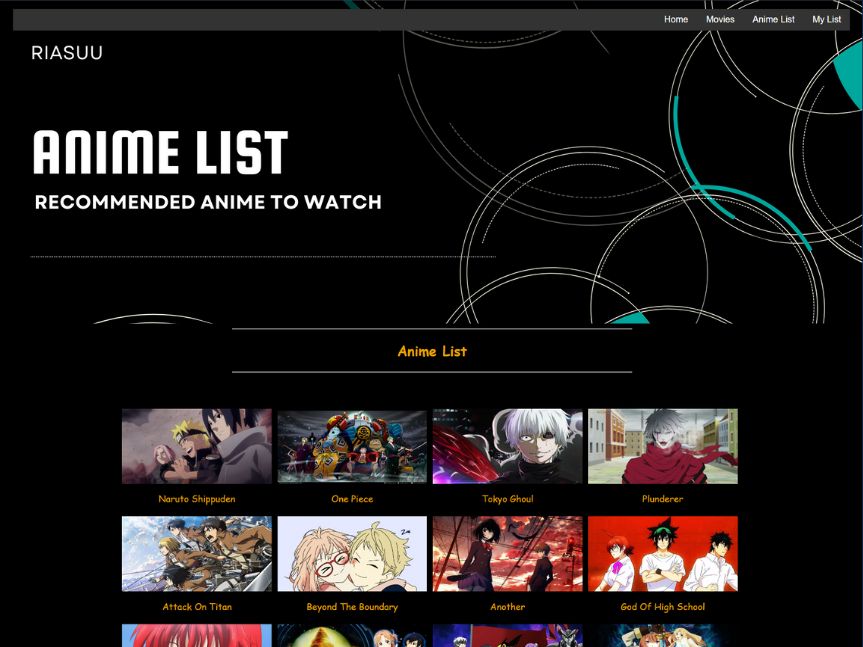 Home Movies Anime List My List
RIASUU
ANIME LIST
RECOMMENDED ANIME TO WATCH
Anime List
Naruto Shippuden One Piece Tokyo Ghoul Plunderer
Attack On Titan Beyond The Boundary Another God Of High School